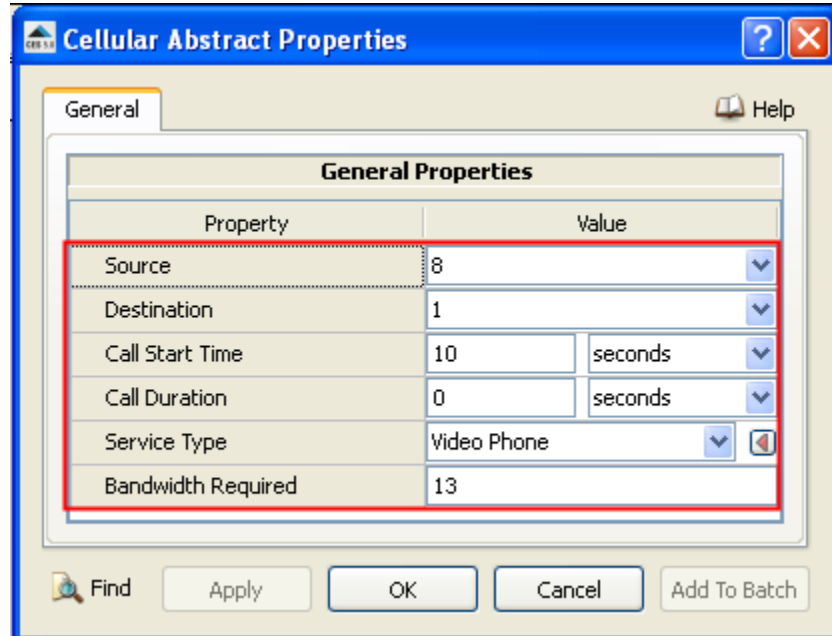 Cellular Abstract Properties
General
Help
General Properties
Property Value
Source 8
Destination 1
Call Start Time 10 seconds
Call Duration 0 seconds
Service Type Video Phone
Bandwidth Required 13
Find Apply OK Cancel Add To Batch